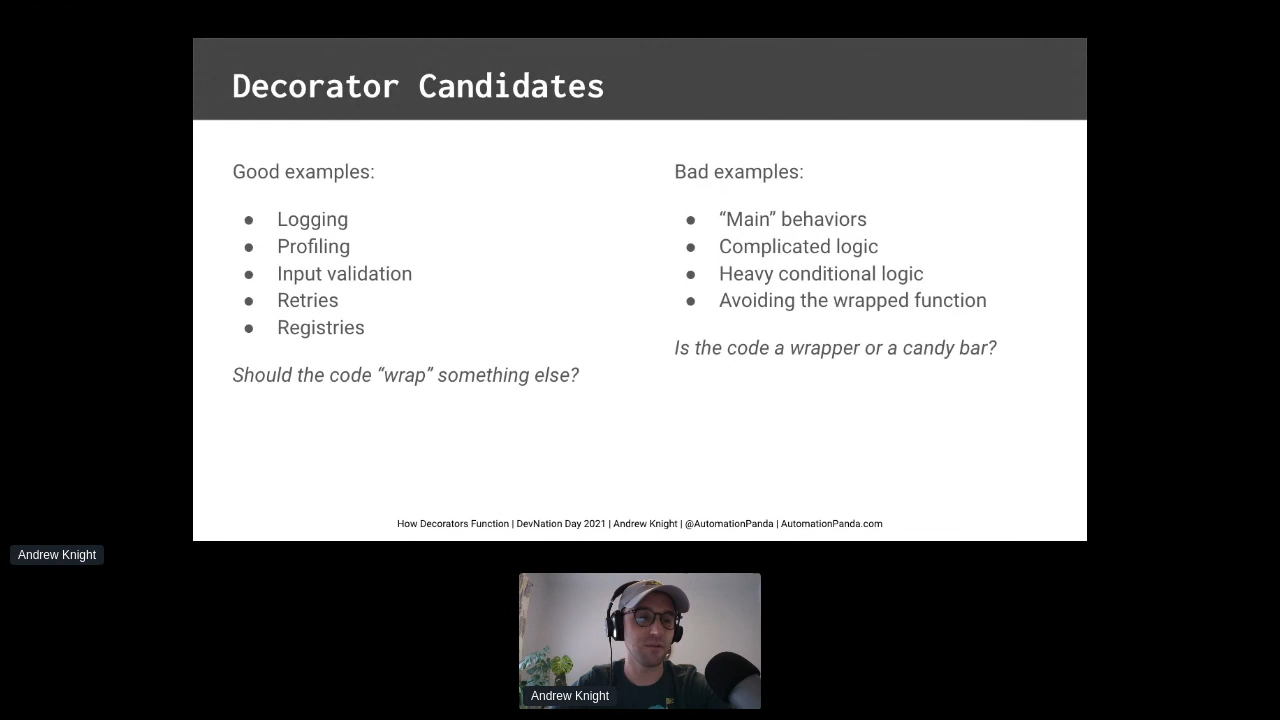 Decorator Candidates
Good examples:
● Logging
● Profiling
● Input validation
● Retries
● Registries
Should the code “wrap” something else?
Bad examples:
● “Main” behaviors
● Complicated logic
● Heavy conditional logic
● Avoiding the wrapped function
Is the code a wrapper or a candy bar?
How Decorators Function | DevNation Day 2021 | Andrew Knight | @AutomationPanda | AutomationPanda.com
Andrew Knight
Andrew Knight